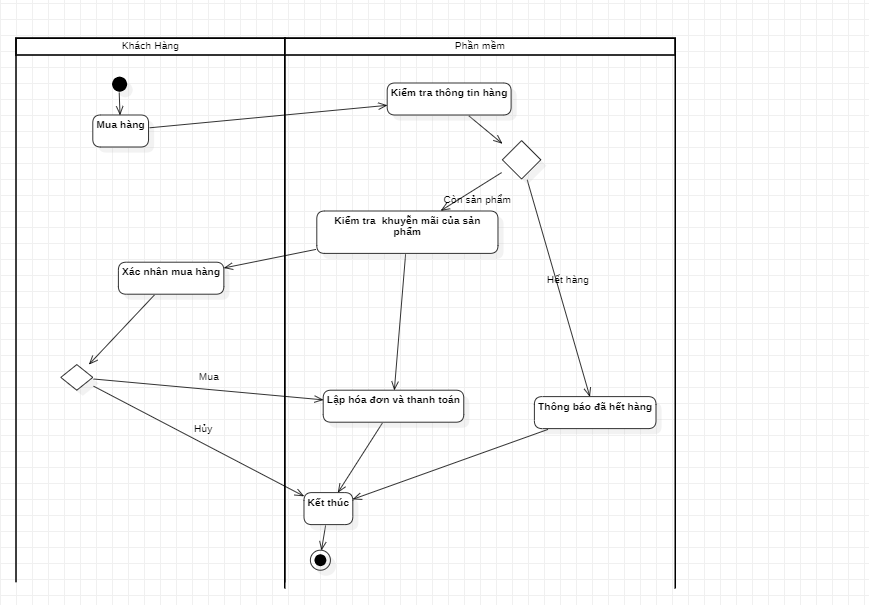 Khách Hàng
Phần mềm
Kiểm tra thông tin hàng
Mua hàng
Còn sản phẩm
Kiểm tra khuyễn mãi của sản
phẩm
Xác nhân mua hàng
Hết hàng
Mua
Lập hóa đơn và thanh toán
Thông báo đã hết hàng
Hủy
Kết thúc